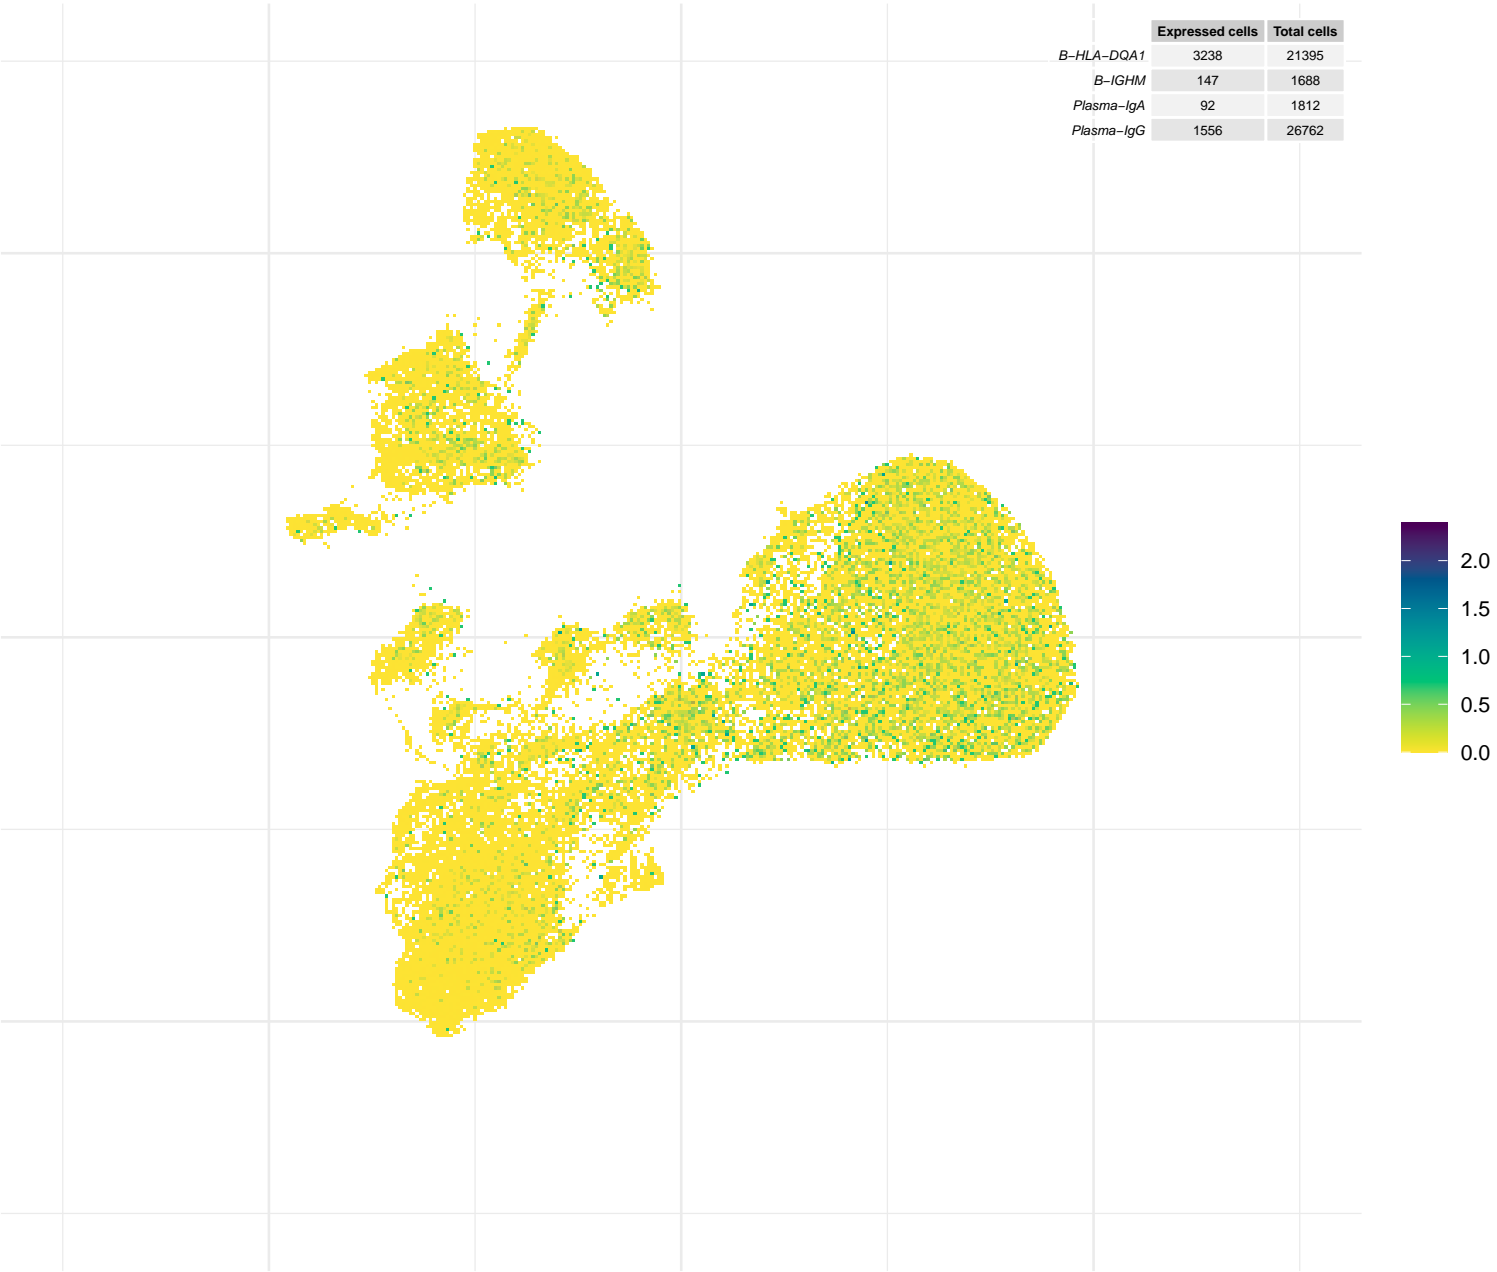 Expressed cells Total cells
B−HLA−DQA1 3238 21395
B−IGHM 147 1688
Plasma−IgA 92 1812
Plasma−IgG 1556 26762
2.0
1.5
1.0
0.5
0.0